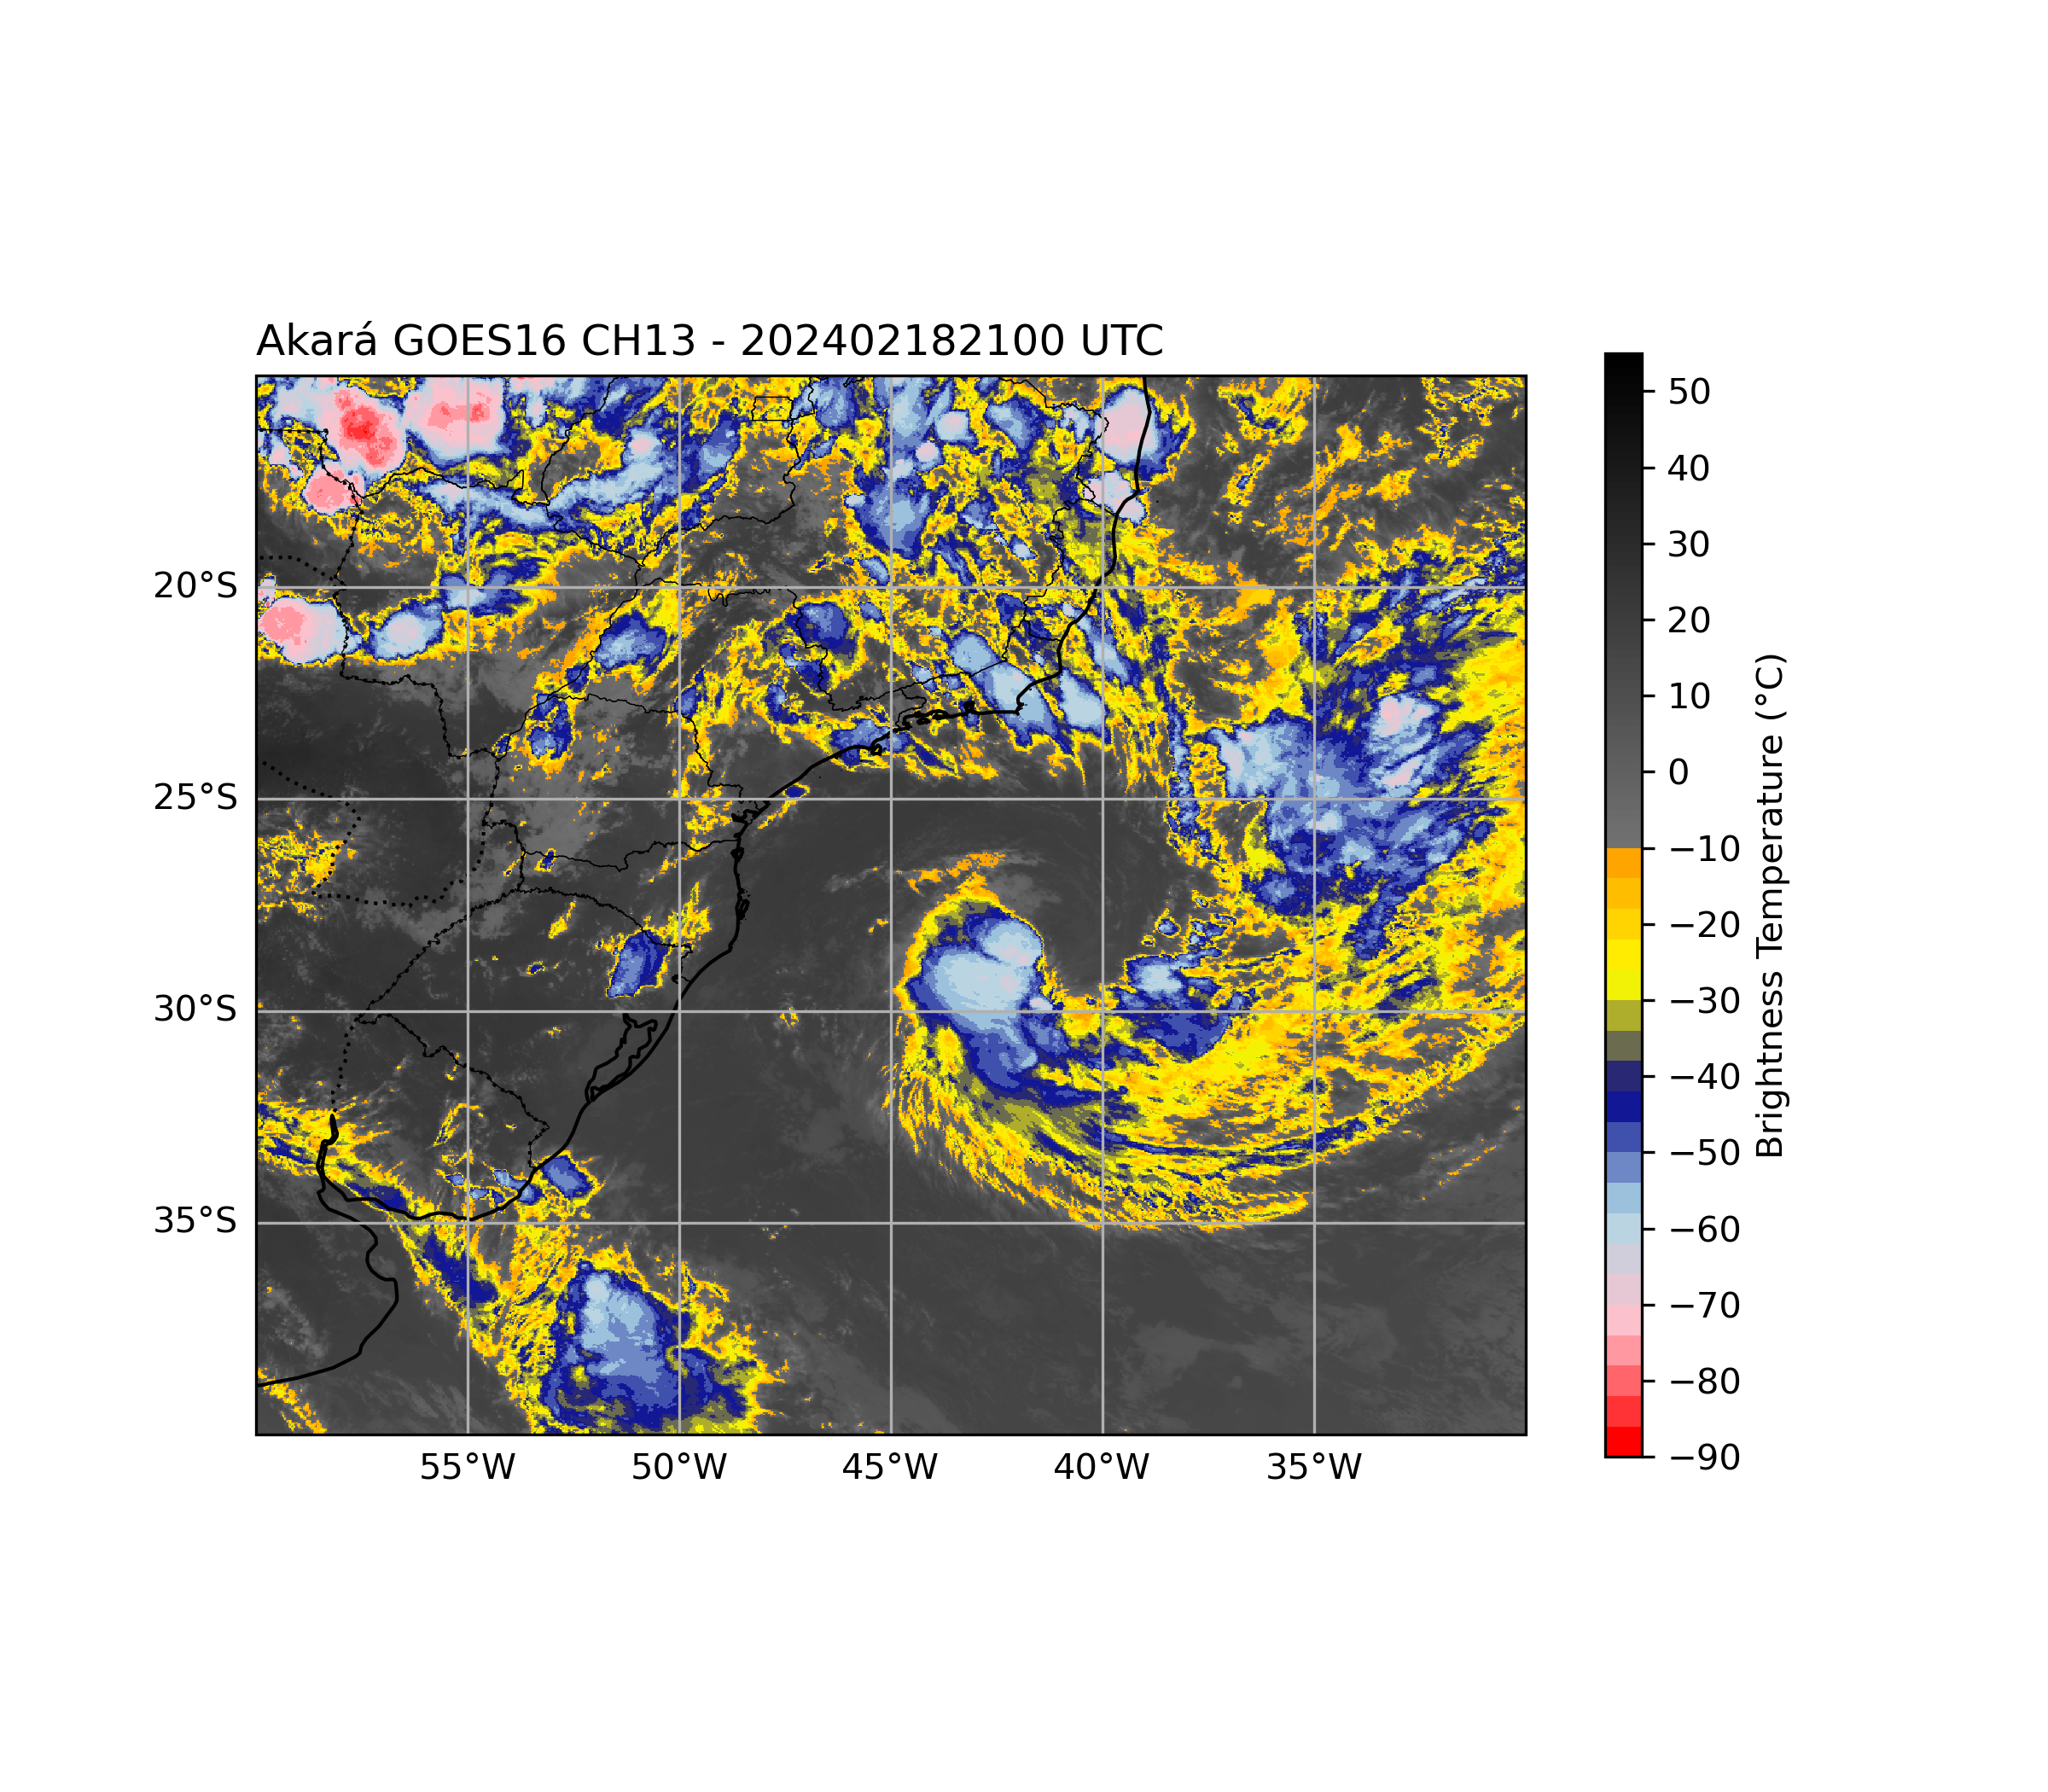 Akará GOES16 CH13 - 202402182100 UTC
20°S
25°S
30°S
35°S
55°W
50°W
45°W
40°W
35°W
50
40
30
20
10
0
−10
−20
−30
−40
−50
−60
−70
−80
−90
Brightness Temperature (°C)